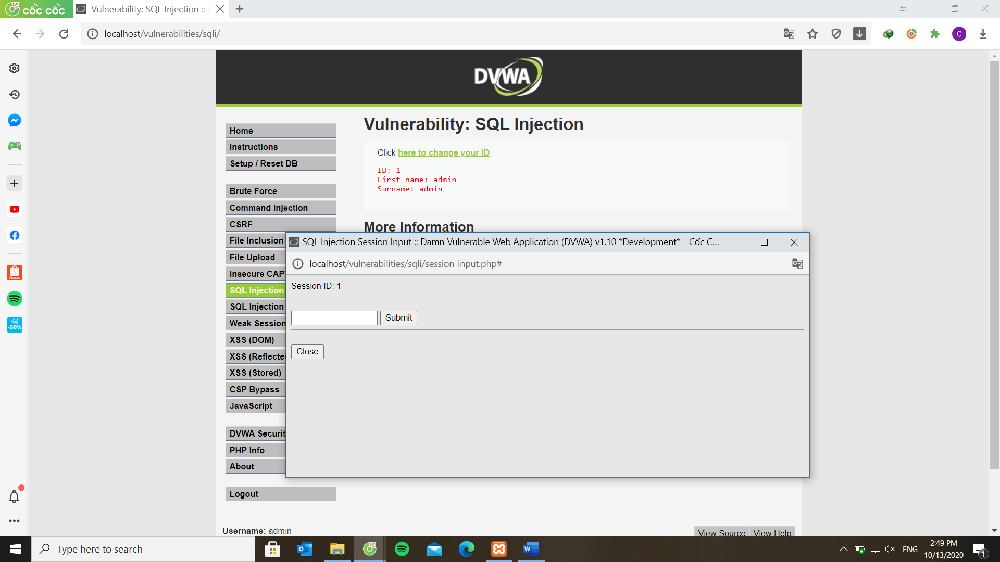 cốc cốc
Vulnerability: SQL Injection ::
localhost/vulnerabilities/sqli/
C
DVWA
Home
Instructions
Setup / Reset DB
Brute Force
Command Injection
CSRF
File Inclusion
File Upload
Insecure CAP
SQL Injection
SQL Injection
Weak Session
XSS (DOM)
XSS (Reflected
XSS (Stored)
CSP Bypass
JavaScript
DVWA Securit
PHP Info
About
Logout
Vulnerability: SQL Injection
Click here to change your ID.
ID: 1
First name: admin
Surname: admin
More Information
SQL Injection Session Input :: Damn Vulnerable Web Application (DVWA) v1.10 *Development* - Cốc C...
localhost/vulnerabilities/sqli/session-input.php#
Session ID: 1
Submit
Close
Shopee
TIKI
-50%
Username: admin
View Source
View Help
Type here to search
ENG
2:49 PM
10/13/2020
1